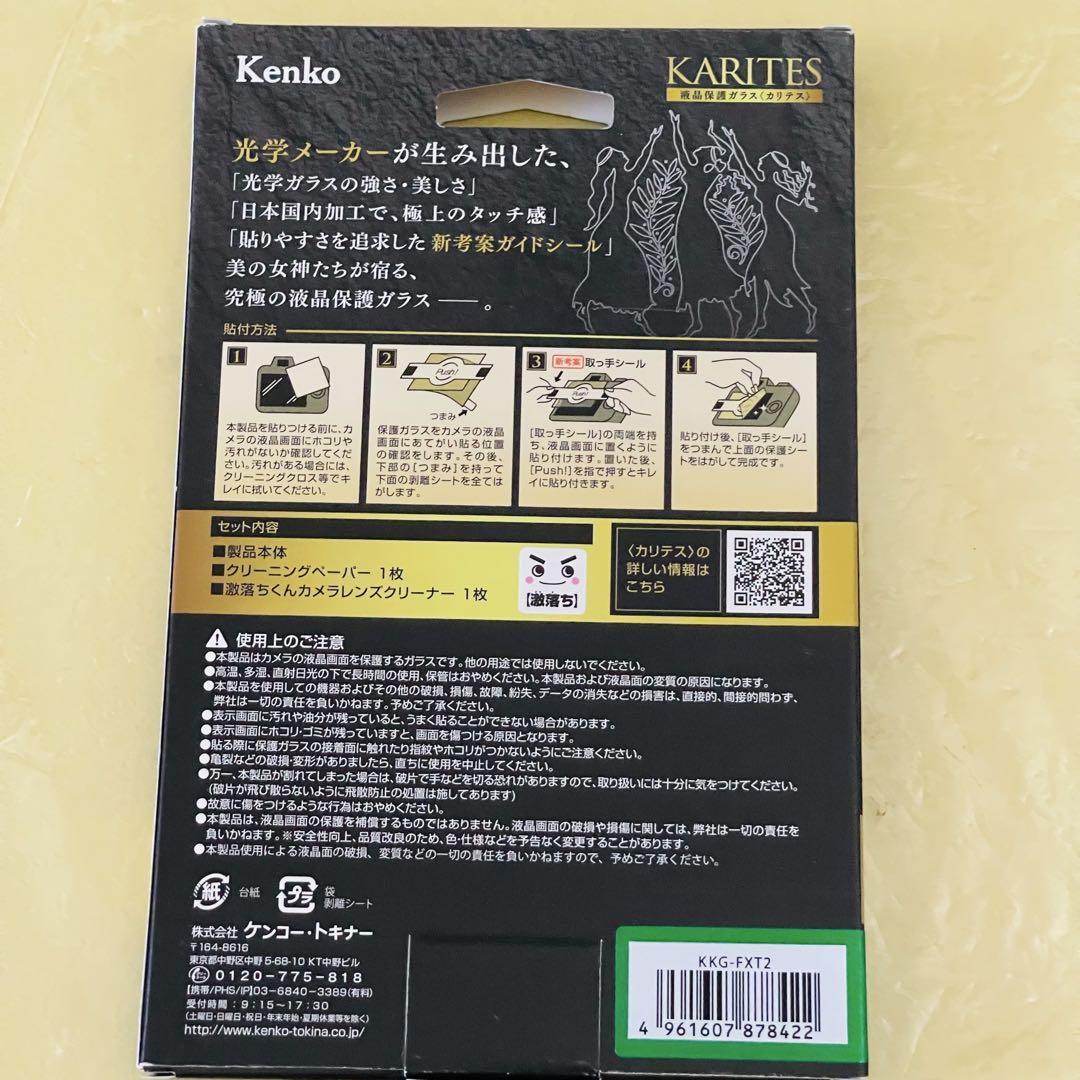 Kenko
KARITES
液晶保護ガラス〈カリテス〉
光学メーカーが生み出した、
「光学ガラスの強さ・美しさ」
「日本国内加工で、極上のタッチ感」
「貼りやすさを追求した 新考案ガイドシール」
美の女神たちが宿る、
究極の液晶保護ガラス ――。
貼付方法
1
本製品を貼りつける前に、カ
メラの液晶画面にホコリや
汚れがないか確認してくだ
さい。汚れがある場合には、
クリーニングクロス等でキ
レイに拭いてください。
2
Push!
つまみ
保護ガラスをカメラの液晶
画面にあてがい貼る位置
の確認をします。その後、
下部の[つまみ]を持って
下面の剥離シートを全ては
がします。
3
新考案 取っ手シール
Push!
[取っ手シール]の両端を持
ち、液晶画面に置くように
貼り付けます。置いた後、
[Push!]を指で押すとキレ
イに貼り付きます。
4
貼り付け後、[取っ手シール]
をつまんで上面の保護シー
トをはがして完成です。
セット内容
■製品本体
■クリーニングペーパー 1枚
■激落ちくんカメラレンズクリーナー 1枚
【激落ち】
〈カリテス〉の
詳しい情報は
こちら
使用上のご注意
●本製品はカメラの液晶画面を保護するガラスです。他の用途では使用しないでください。
●高温、多湿、直射日光の下で長時間の使用、保管はおやめください。本製品および液晶面の変質の原因になります。
●本製品を使用しての機器およびその他の破損、損傷、故障、紛失、データの消失などの損害は、直接的、間接的問わず、
弊社は一切の責任を負いかねます。予めご了承ください。
●表示画面に汚れや油分が残っていると、うまく貼ることができない場合があります。
●表示画面にホコリ・ゴミが残っていますと、画面を傷つける原因となります。
●貼る際に保護ガラスの接着面に触れたり指紋やホコリがつかないようにご注意ください。
●亀裂などの破損・変形がありましたら、直ちに使用を中止してください。
●万一、本製品が割れてしまった場合は、破片で手などを切る恐れがありますので、取り扱いには十分に気をつけてください。
(破片が飛び散らないように飛散防止の処置は施してあります)
●故意に傷をつけるような行為はおやめください。
●本製品は、液晶画面の保護を補償するものではありません。液晶画面の破損や損傷に関しては、弊社は一切の責任を
負いかねます。※安全性向上、品質改良のため、色・仕様などを予告なく変更することがあります。
●本製品使用による液晶面の破損、変質などの一切の責任を負いかねますので、予めご了承ください。
紙 台紙
プラ 袋
剥離シート
株式会社 ケンコー・トキナー
〒164-8616
東京都中野区中野 5-68-10 KT中野ビル
0120-775-818
【携帯/PHS/IP】03-6840-3389(有料)
受付時間:9:15～17:30
(土曜日・日曜日・祝日・年末年始・夏期休業等を除く)
http://www.kenko-tokina.co.jp/
KKG-FXT2
4 961607 878422